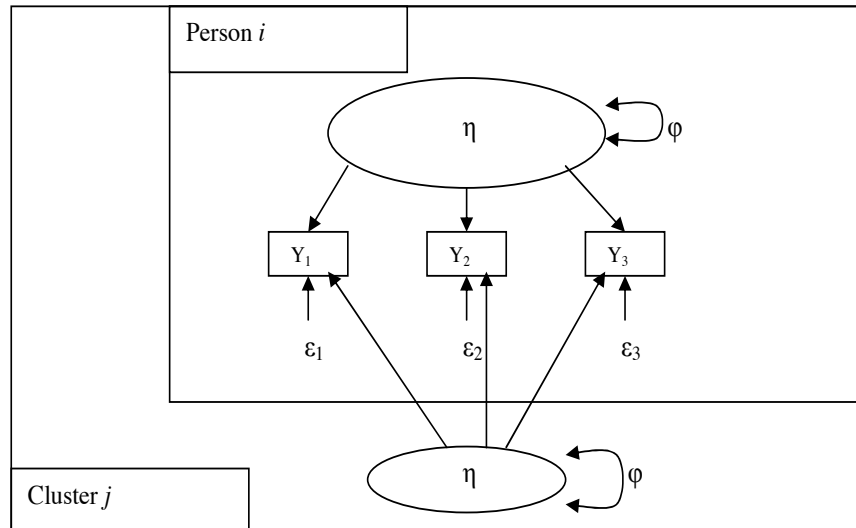 Person i
η
φ
Y₁
Y₂
Y₃
ε₁
ε₂
ε₃
η
φ
Cluster j